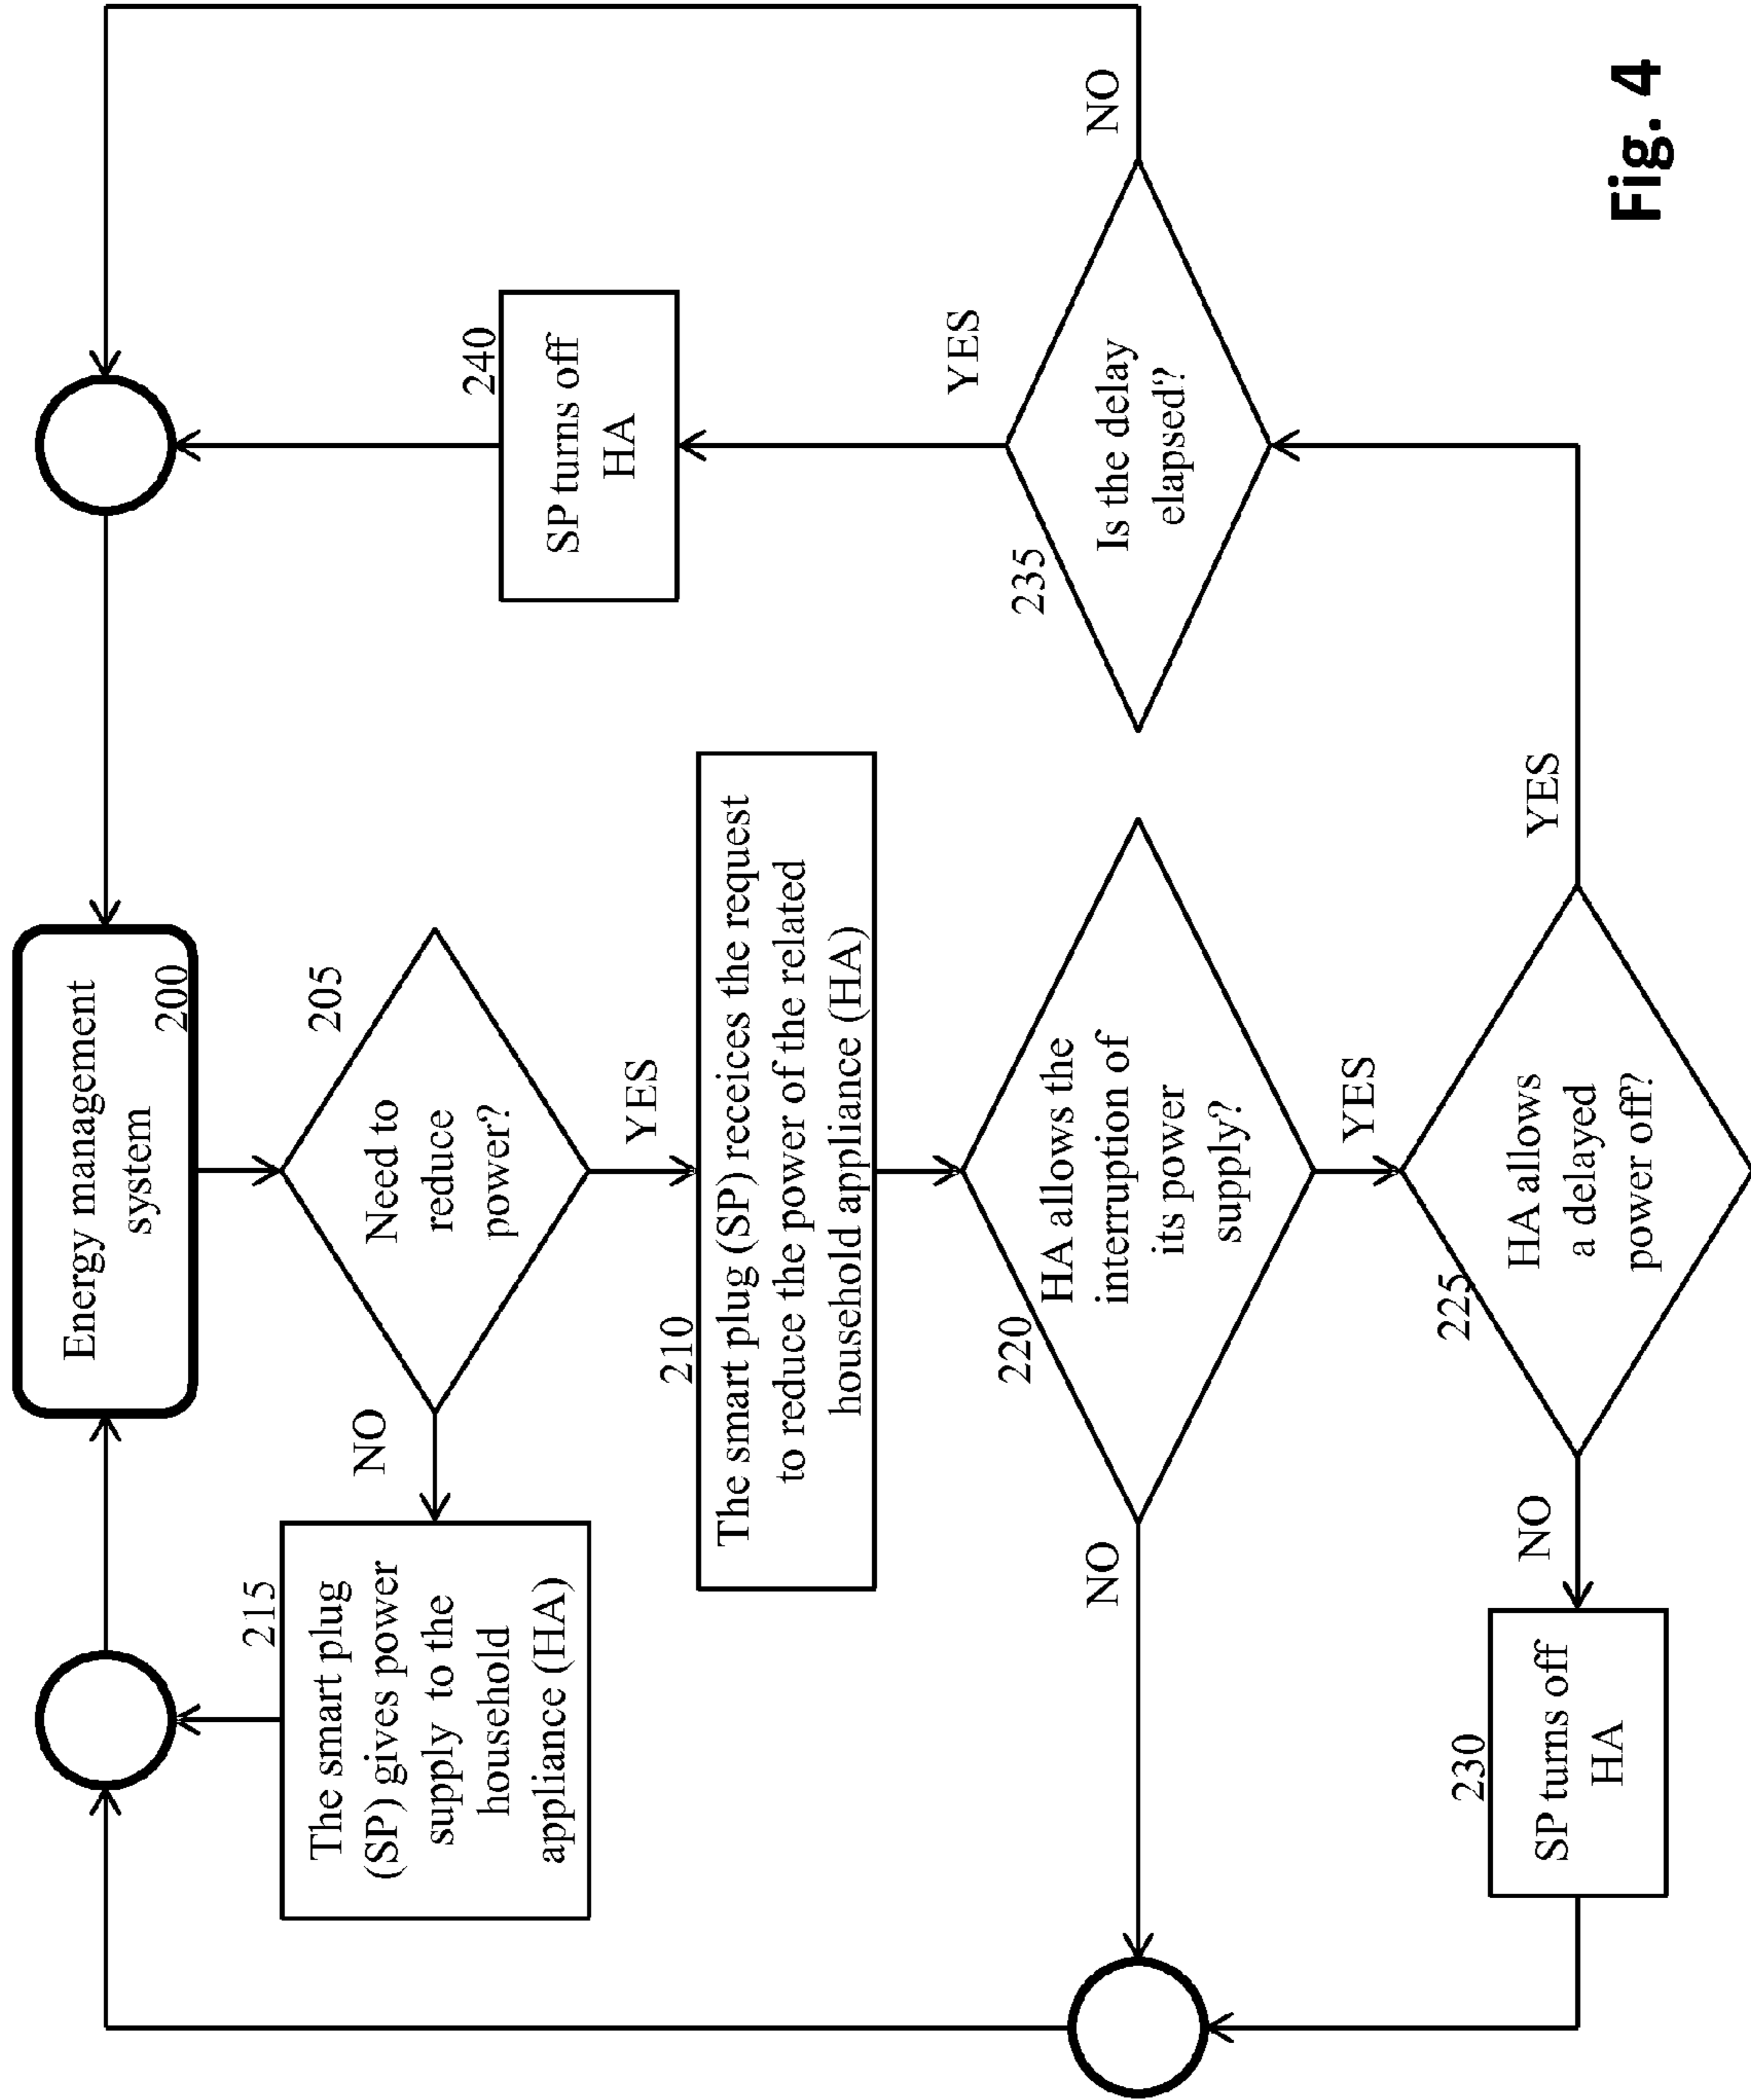 Energy management
system
200
205
Need to
reduce
power?
NO
YES
215
The smart plug
(SP) gives power
supply to the
household
appliance (HA)
210
The smart plug (SP) receices the request
to reduce the power of the related
household appliance (HA)
220
HA allows the
interruption of
its power
supply?
NO
YES
225
HA allows
a delayed
power off?
NO
YES
230
SP turns off
HA
235
Is the delay
elapsed?
YES
NO
240
SP turns off
HA
Fig. 4